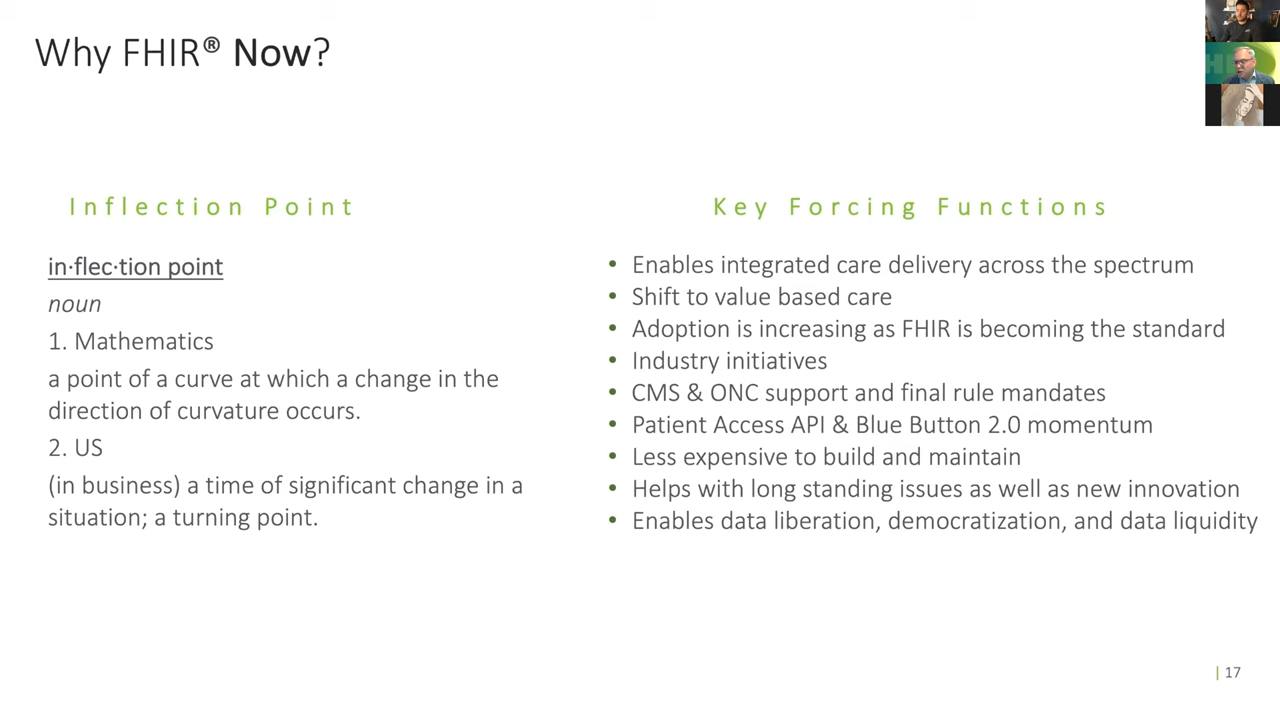 Why FHIR® Now?
Inflection Point
in·flec·tion point
noun
1. Mathematics
a point of a curve at which a change in the
direction of curvature occurs.
2. US
(in business) a time of significant change in a
situation; a turning point.
Key Forcing Functions
• Enables integrated care delivery across the spectrum
• Shift to value based care
• Adoption is increasing as FHIR is becoming the standard
• Industry initiatives
• CMS & ONC support and final rule mandates
• Patient Access API & Blue Button 2.0 momentum
• Less expensive to build and maintain
• Helps with long standing issues as well as new innovation
• Enables data liberation, democratization, and data liquidity
| 17